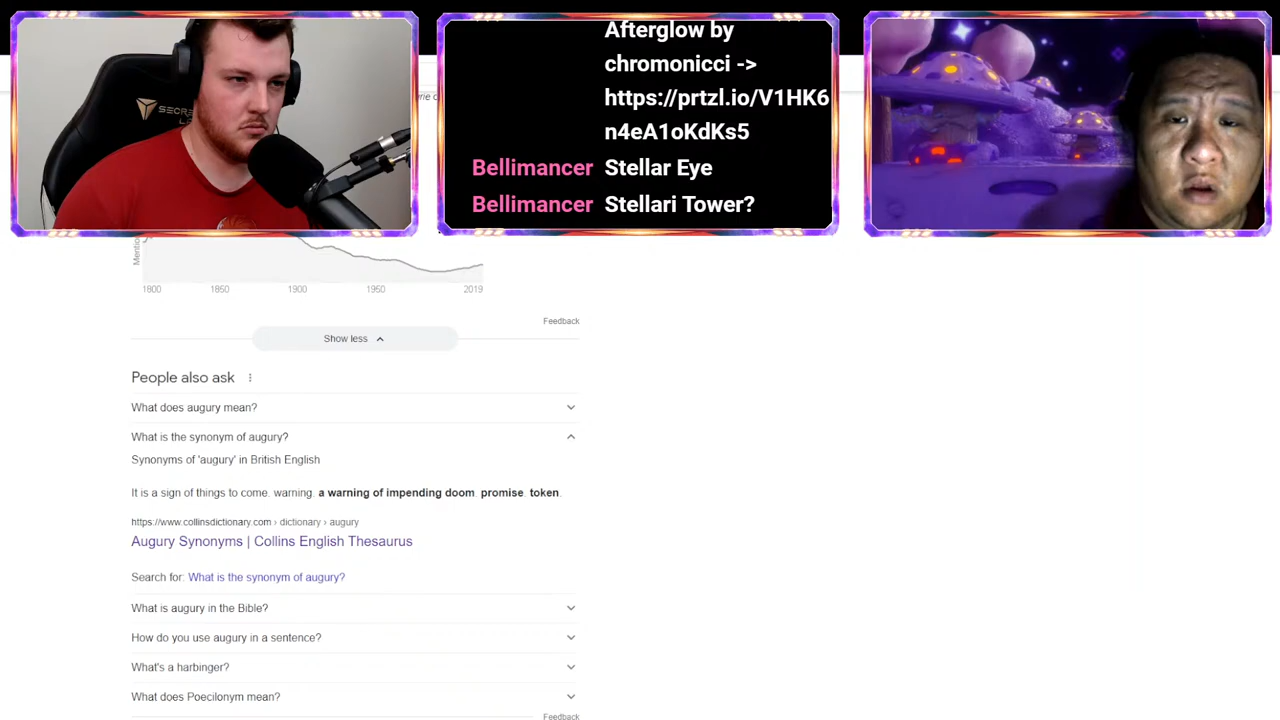 Afterglow by
chromonicci ->
https://prtzl.io/V1HK6
n4eA1oKdKs5
Bellimancer Stellar Eye
Bellimancer Stellari Tower?
SECRE
Mention
1800 1850 1900 1950 2019
Feedback
Show less
People also ask
What does augury mean?
What is the synonym of augury?
Synonyms of 'augury' in British English
It is a sign of things to come. warning. a warning of impending doom. promise. token.
https://www.collinsdictionary.com › dictionary › augury
Augury Synonyms | Collins English Thesaurus
Search for: What is the synonym of augury?
What is augury in the Bible?
How do you use augury in a sentence?
What's a harbinger?
What does Poecilonym mean?
Feedback